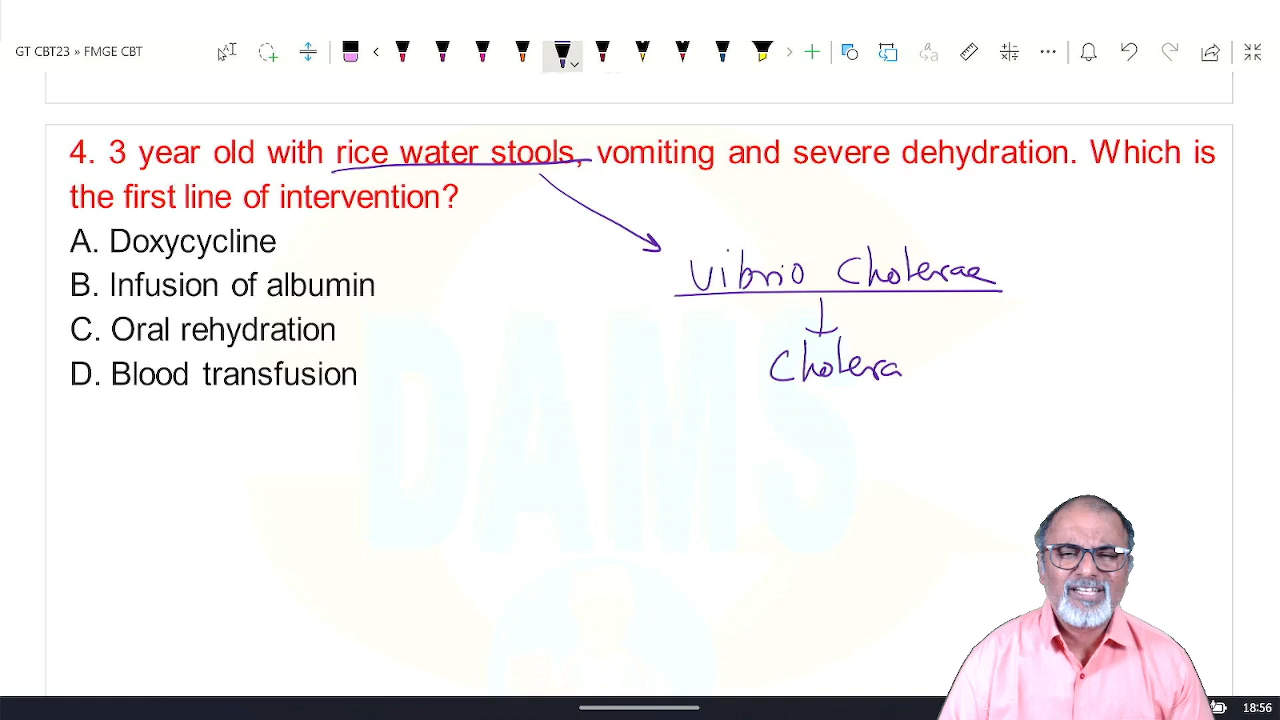 GT CBT23 » FMGE CBT
4. 3 year old with rice water stools, vomiting and severe dehydration. Which is
the first line of intervention?
A. Doxycycline
B. Infusion of albumin
C. Oral rehydration
D. Blood transfusion
Vibrio Cholerae
Cholera
DAMS
18:56